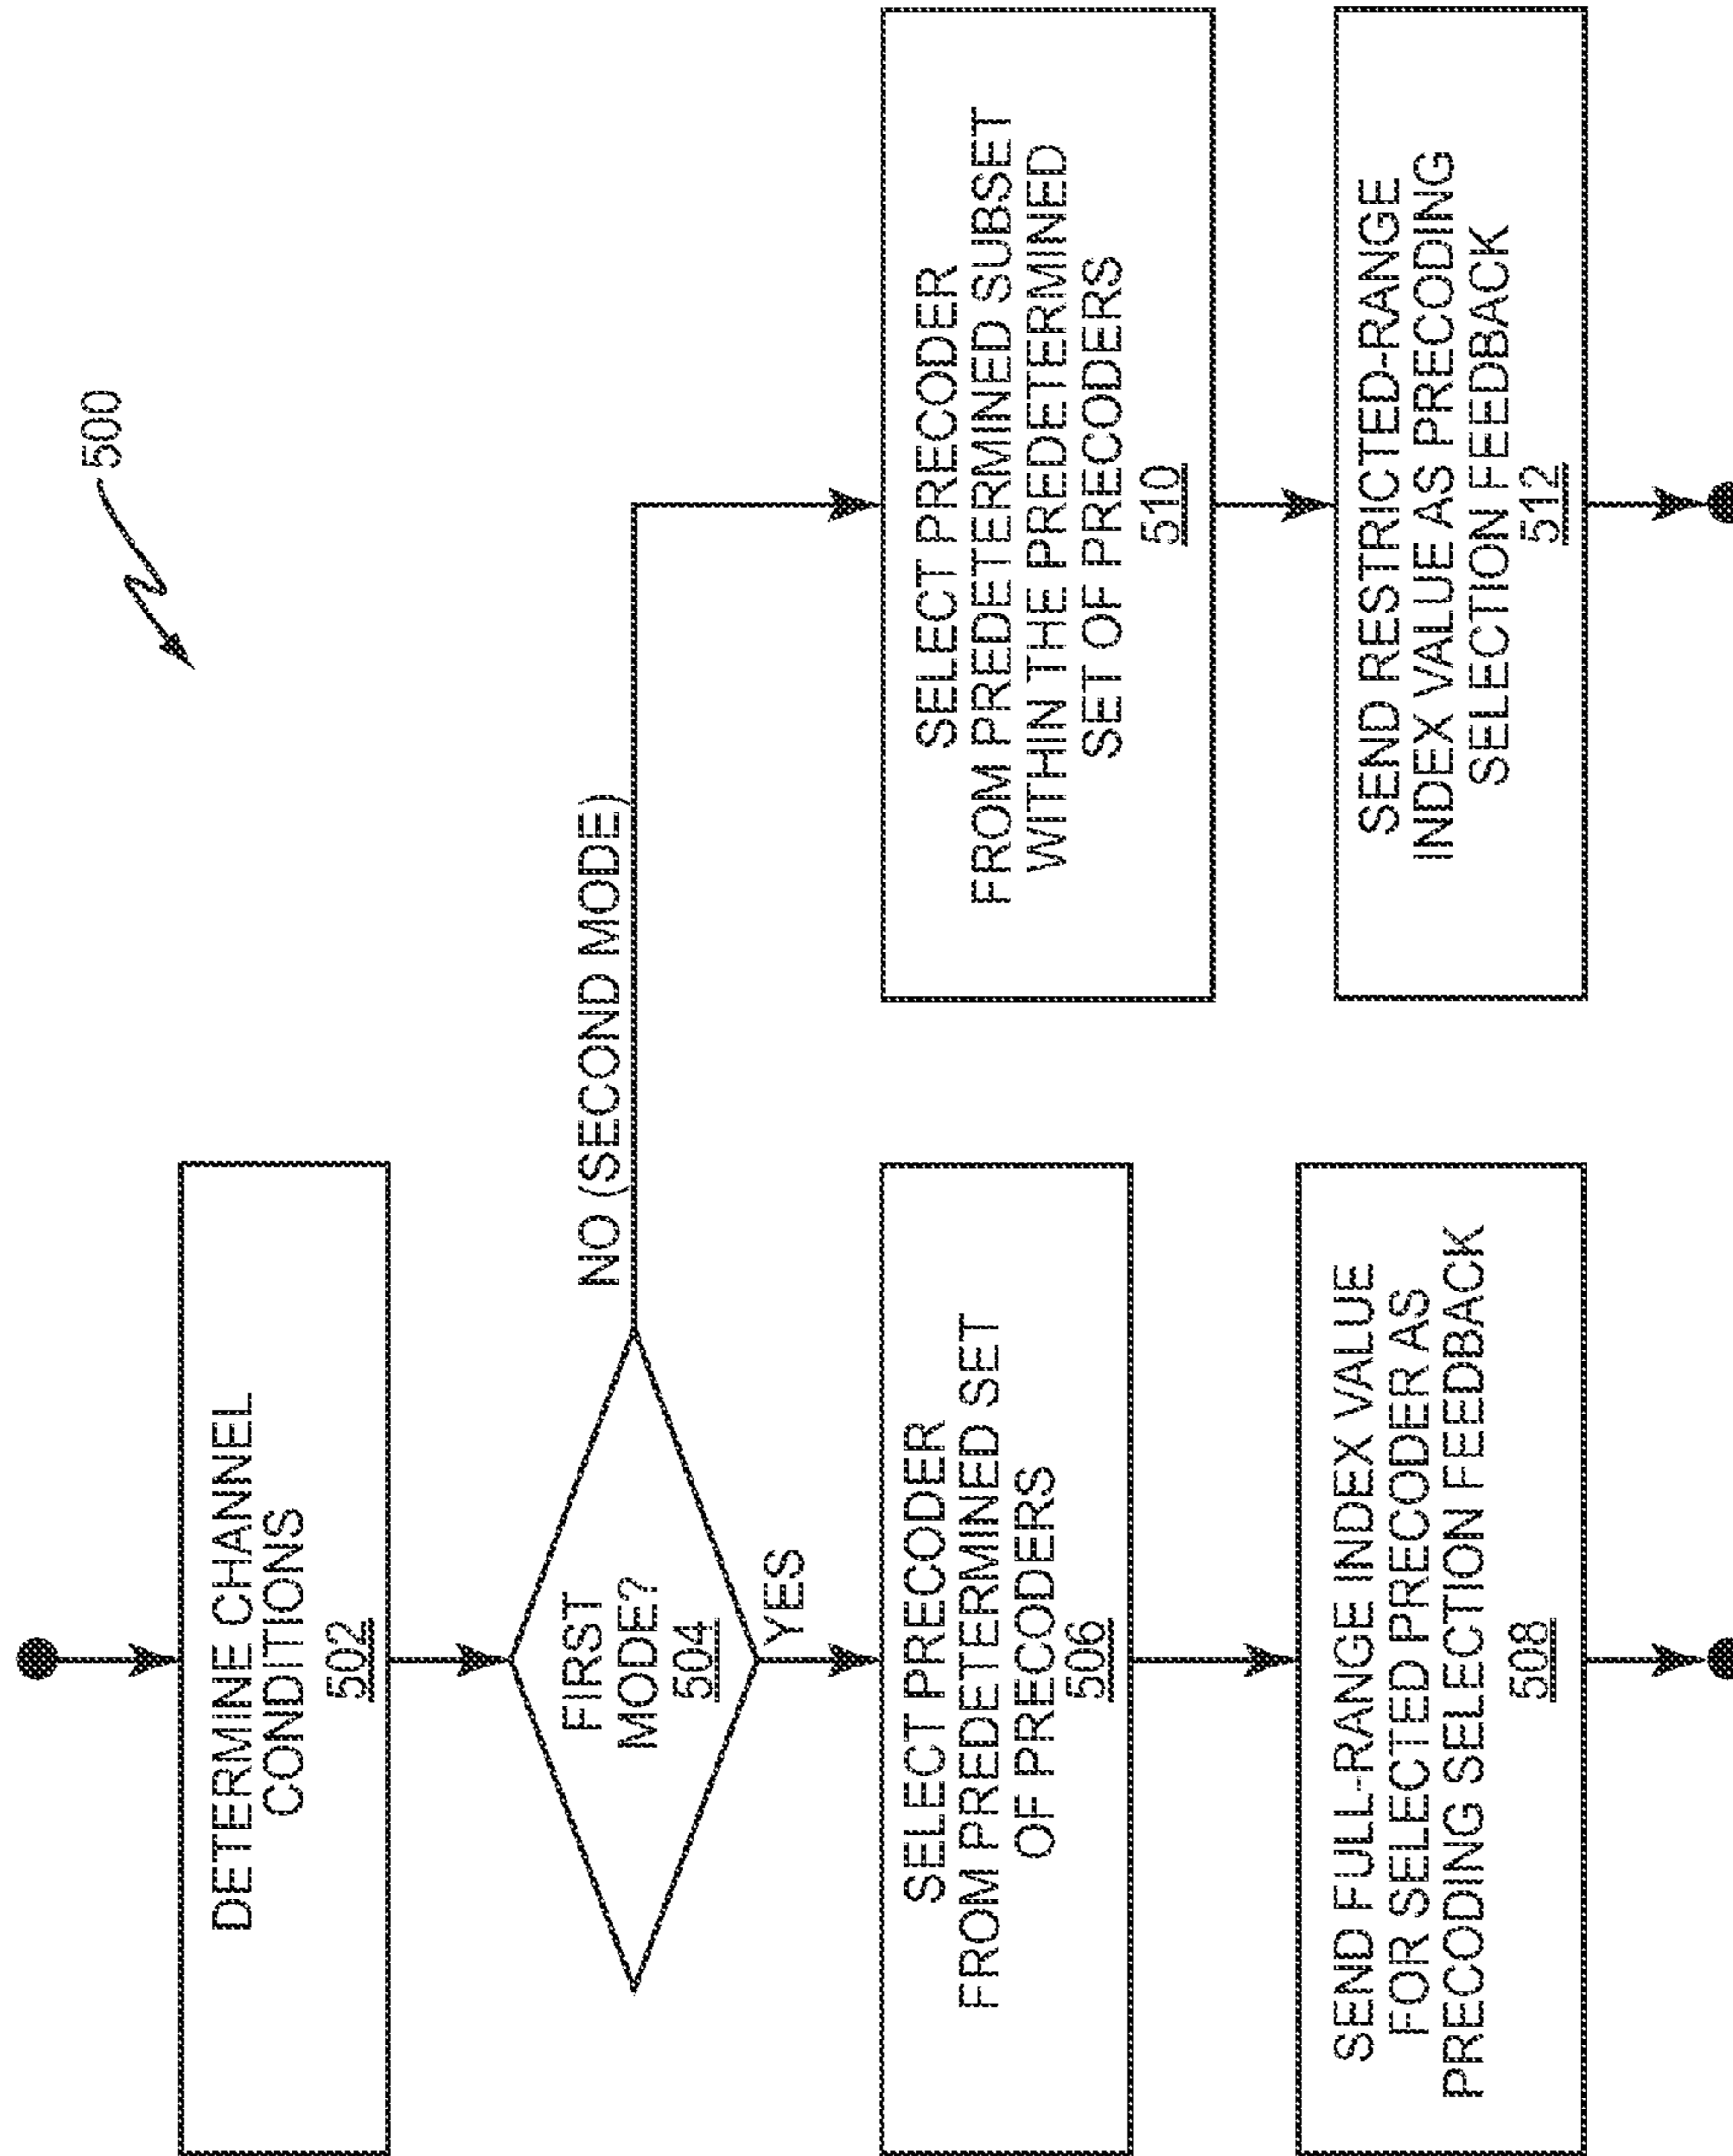 500
DETERMINE CHANNEL
CONDITIONS
502
FIRST
MODE?
504
NO (SECOND MODE)
YES
SELECT PRECODER
FROM PREDETERMINED SET
OF PRECODERS
506
SEND FULL-RANGE INDEX VALUE
FOR SELECTED PRECODER AS
PRECODING SELECTION FEEDBACK
508
SELECT PRECODER
FROM PREDETERMINED SUBSET
WITHIN THE PREDETERMINED
SET OF PRECODERS
510
SEND RESTRICTED-RANGE
INDEX VALUE AS PRECODING
SELECTION FEEDBACK
512